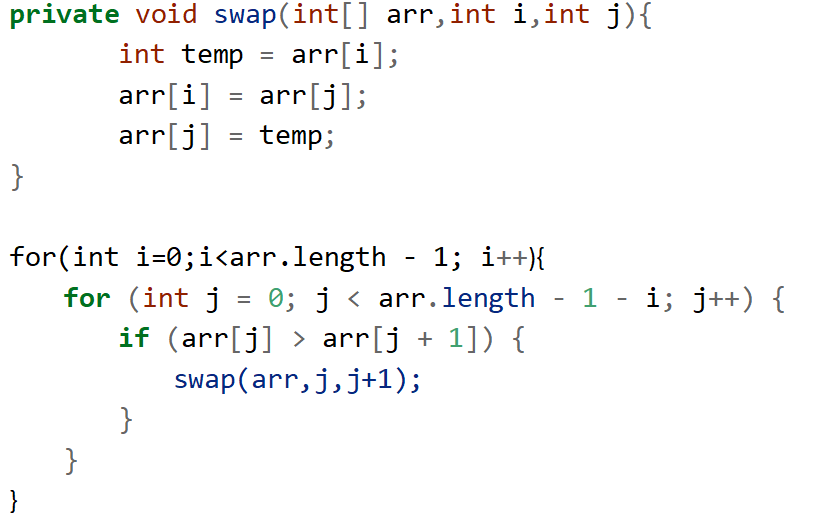 private void swap(int[] arr,int i,int j){
        int temp = arr[i];
        arr[i] = arr[j];
        arr[j] = temp;
}

for(int i=0;i<arr.length - 1; i++){
    for (int j = 0; j < arr.length - 1 - i; j++) {
        if (arr[j] > arr[j + 1]) {
            swap(arr,j,j+1);
        }
    }
}